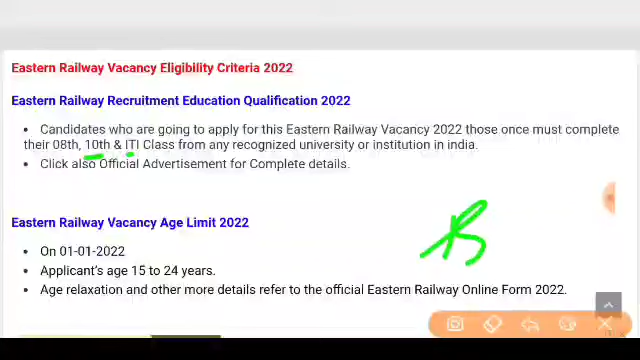 Eastern Railway Vacancy Eligibility Criteria 2022
Eastern Railway Recruitment Education Qualification 2022
Candidates who are going to apply for this Eastern Railway Vacancy 2022 those once must complete
their 08th, 10th & ITI Class from any recognized university or institution in india.
Click also Official Advertisement for Complete details.
Eastern Railway Vacancy Age Limit 2022
On 01-01-2022
Applicant's age 15 to 24 years.
Age relaxation and other more details refer to the official Eastern Railway Online Form 2022.